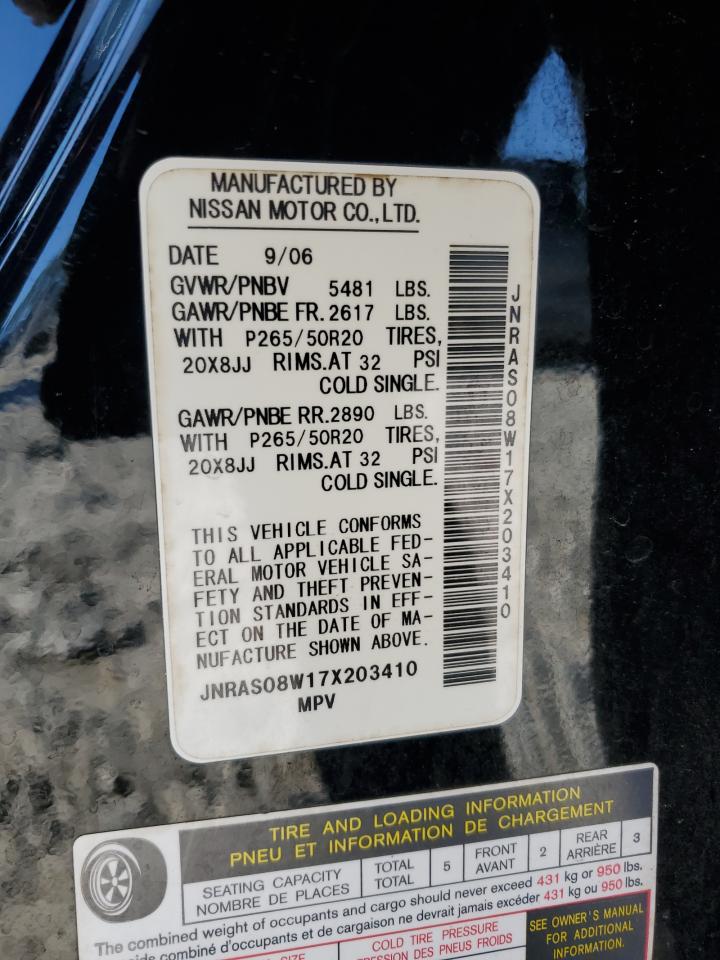 MANUFACTURED BY
NISSAN MOTOR CO., LTD.
DATE 9/06
GVWR/PNBV 5481 LBS.
GAWR/PNBE FR. 2617 LBS.
WITH P265/50R20 TIRES,
20X8JJ RIMS. AT 32 PSI
COLD SINGLE.
GAWR/PNBE RR. 2890 LBS.
WITH P265/50R20 TIRES,
20X8JJ RIMS. AT 32 PSI
COLD SINGLE.
THIS VEHICLE CONFORMS
TO ALL APPLICABLE FED-
ERAL MOTOR VEHICLE SA-
FETY AND THEFT PREVEN-
TION STANDARDS IN EFF-
ECT ON THE DATE OF MA-
NUFACTURE SHOWN ABOVE.
JNRAS08W17X203410
MPV
JNRAS08W17X203410
TIRE AND LOADING INFORMATION
PNEU ET INFORMATION DE CHARGEMENT
SEATING CAPACITY
NOMBRE DE PLACES
TOTAL
TOTAL
5
FRONT
AVANT
2
REAR
ARRIÈRE
3
The combined weight of occupants and cargo should never exceed 431 kg or 950 lbs.
poids combiné d'occupants et de cargaison ne devrait jamais excéder 431 kg ou 950 lbs.
SIZE
COLD TIRE PRESSURE
PRESSION DES PNEUS FROIDS
SEE OWNER'S MANUAL
FOR ADDITIONAL
INFORMATION.